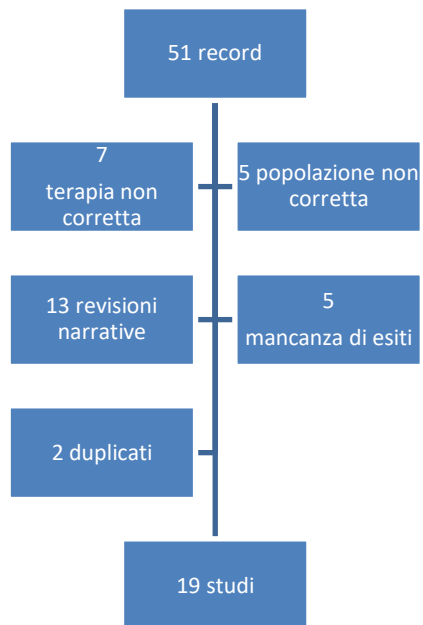 51 record
7
terapia non
corretta
5 popolazione non
corretta
13 revisioni
narrative
5
mancanza di esiti
2 duplicati
19 studi